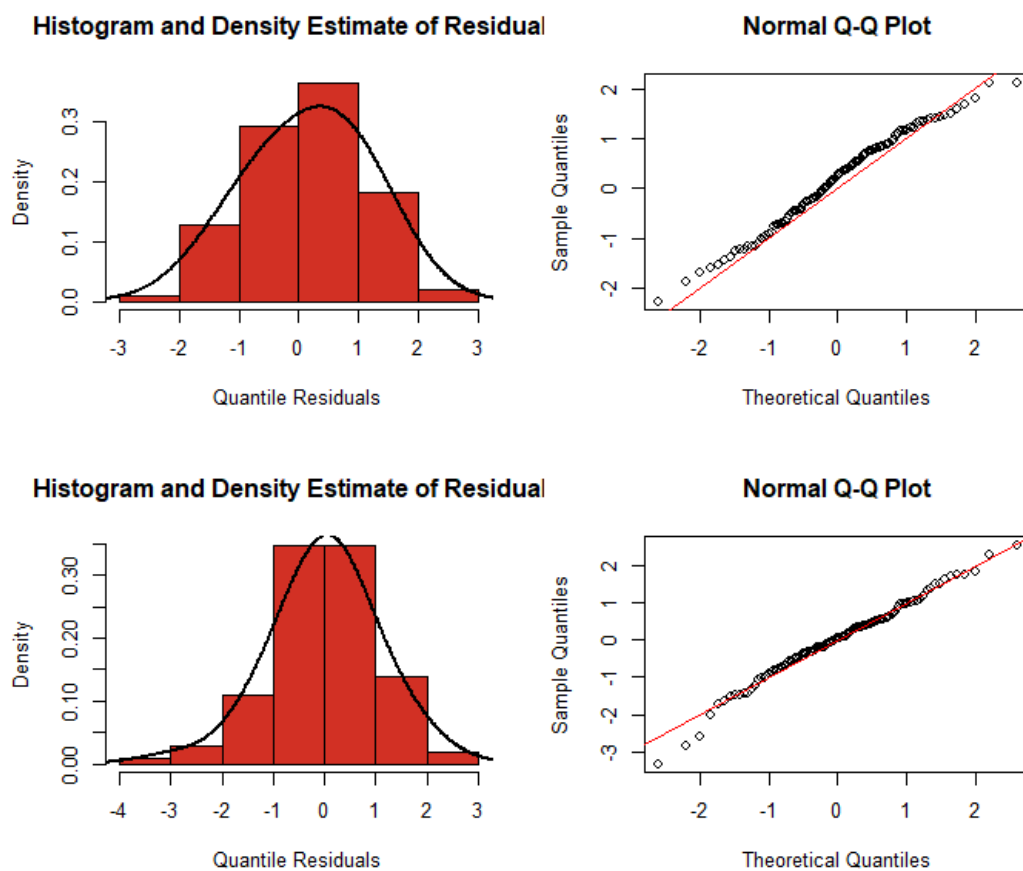 Histogram and Density Estimate of Residual
Density
0.0 0.1 0.2 0.3
-3 -2 -1 0 1 2 3
Quantile Residuals
Normal Q-Q Plot
Sample Quantiles
-2 -1 0 1 2
-2 -1 0 1 2
Theoretical Quantiles
Histogram and Density Estimate of Residual
Density
0.00 0.10 0.20 0.30
-4 -3 -2 -1 0 1 2 3
Quantile Residuals
Normal Q-Q Plot
Sample Quantiles
-3 -2 -1 0 1 2
-2 -1 0 1 2
Theoretical Quantiles